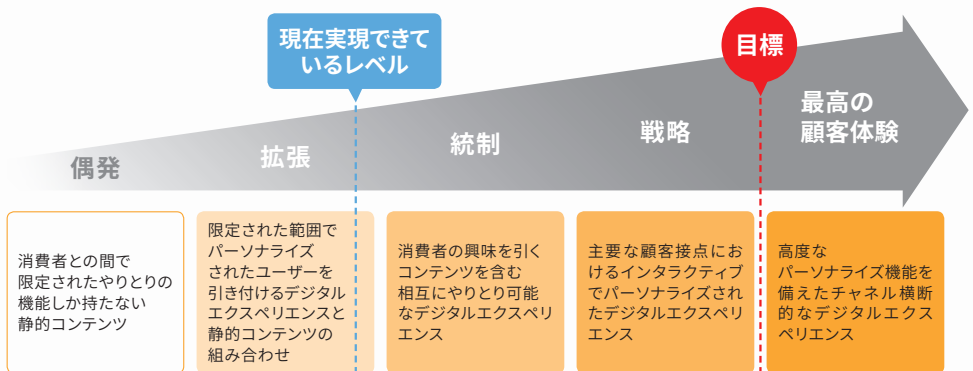 現在実現できて
いるレベル
目標
偶発
拡張
統制
戦略
最高の
顧客体験
消費者との間で
限定されたやりとりの
機能しか持たない
静的コンテンツ
限定された範囲で
パーソナライズ
されたユーザーを
引き付けるデジタル
エクスペリエンスと
静的コンテンツの
組み合わせ
消費者の興味を引く
コンテンツを含む
相互にやりとり可能
なデジタルエクスペリ
エンス
主要な顧客接点にお
けるインタラクティブ
でパーソナライズされ
たデジタルエクスペリ
エンス
高度な
パーソナライズ機能を
備えたチャネル横断
的なデジタルエクス
ペリエンス